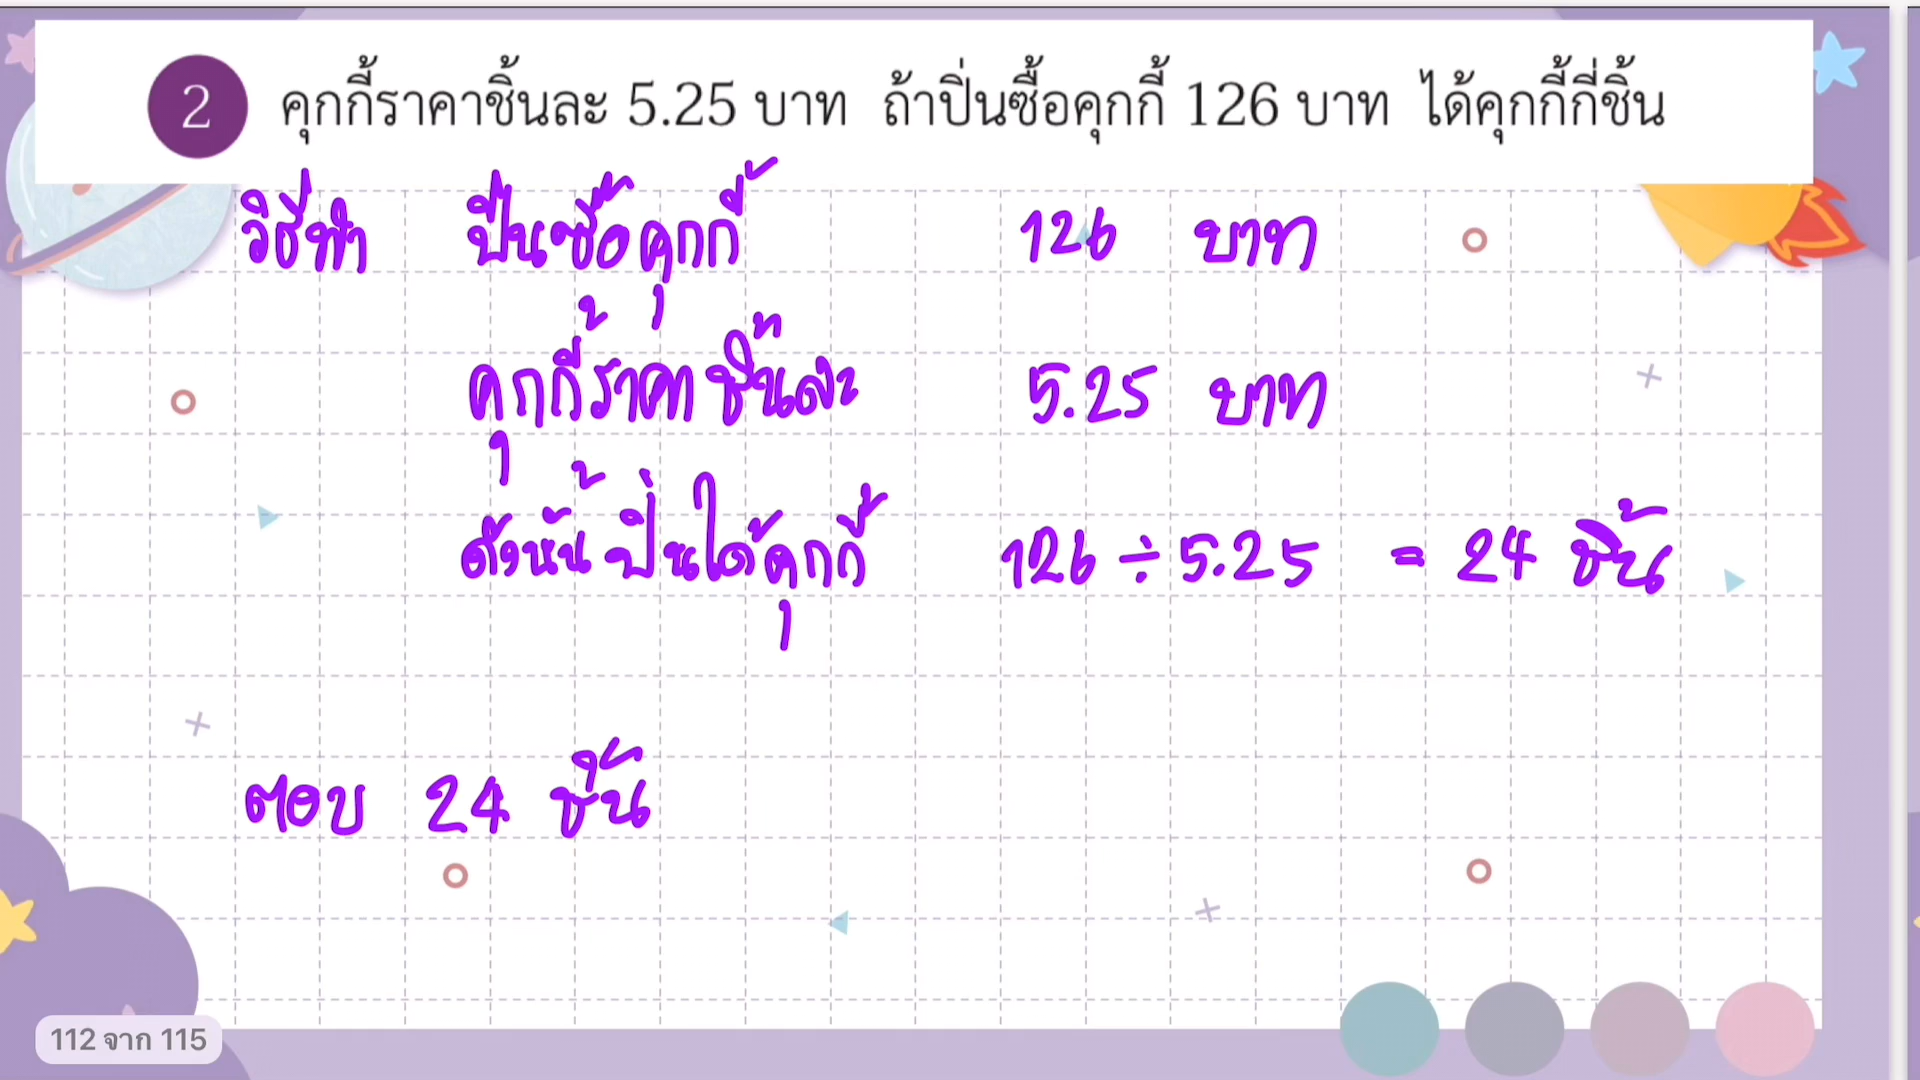 2 คุกกี้ราคาชิ้นละ 5.25 บาท ถ้าปิ่นซื้อคุกกี้ 126 บาท ได้คุกกี้กี่ชิ้น
วิธีทำ ปิ่นซื้อคุกกี้ 126 บาท
คุกกี้ราคาชิ้นละ 5.25 บาท
ดังนั้น ปิ่นได้คุกกี้ 126 ÷ 5.25 = 24 ชิ้น
ตอบ 24 ชิ้น
112 จาก 115